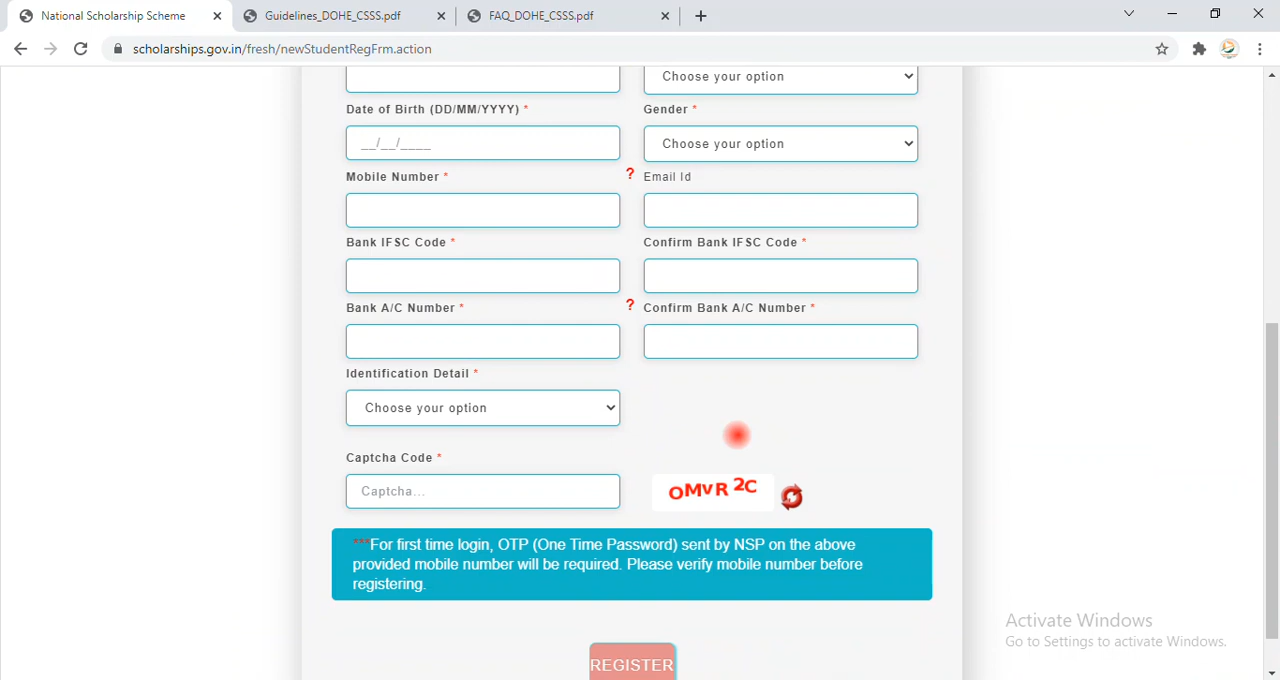 National Scholarship Scheme
Guidelines_DOHE_CSSS.pdf
FAQ_DOHE_CSSS.pdf
scholarships.gov.in/fresh/newStudentRegFrm.action
Choose your option
Date of Birth (DD/MM/YYYY) *
Gender *
__/__/____
Choose your option
Mobile Number *
? Email Id
Bank IFSC Code *
Confirm Bank IFSC Code *
Bank A/C Number *
? Confirm Bank A/C Number *
Identification Detail *
Choose your option
Captcha Code *
Captcha...
OMvR2C
***For first time login, OTP (One Time Password) sent by NSP on the above
provided mobile number will be required. Please verify mobile number before
registering.
Activate Windows
Go to Settings to activate Windows.
REGISTER